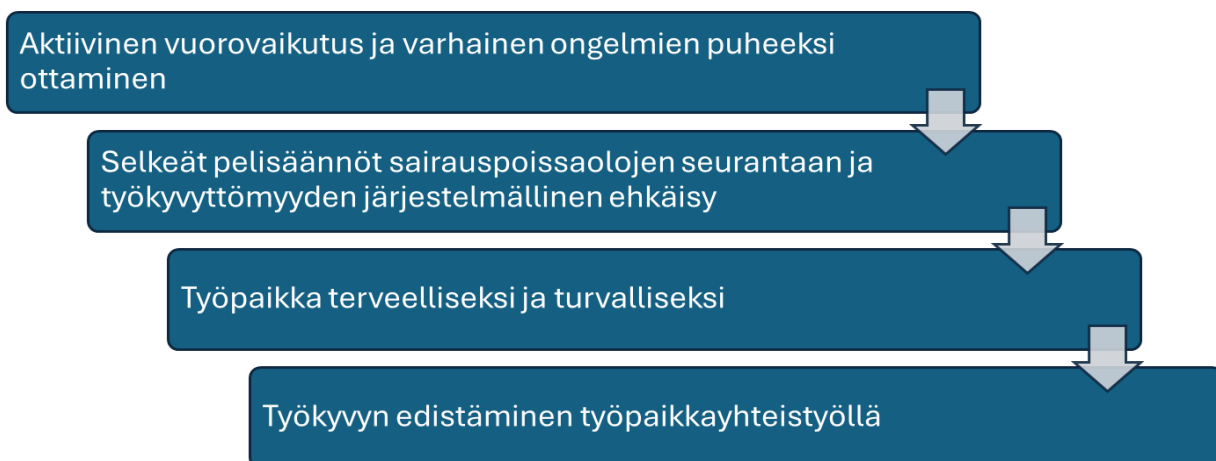 Aktiivinen vuorovaikutus ja varhainen ongelmien puheeksi
ottaminen
Selkeät pelisäännöt sairauspoissaolojen seurantaan ja
työkyvyttömyyden järjestelmällinen ehkäisy
Työpaikka terveelliseksi ja turvalliseksi
Työkyvyn edistäminen työpaikkayhteistyöllä